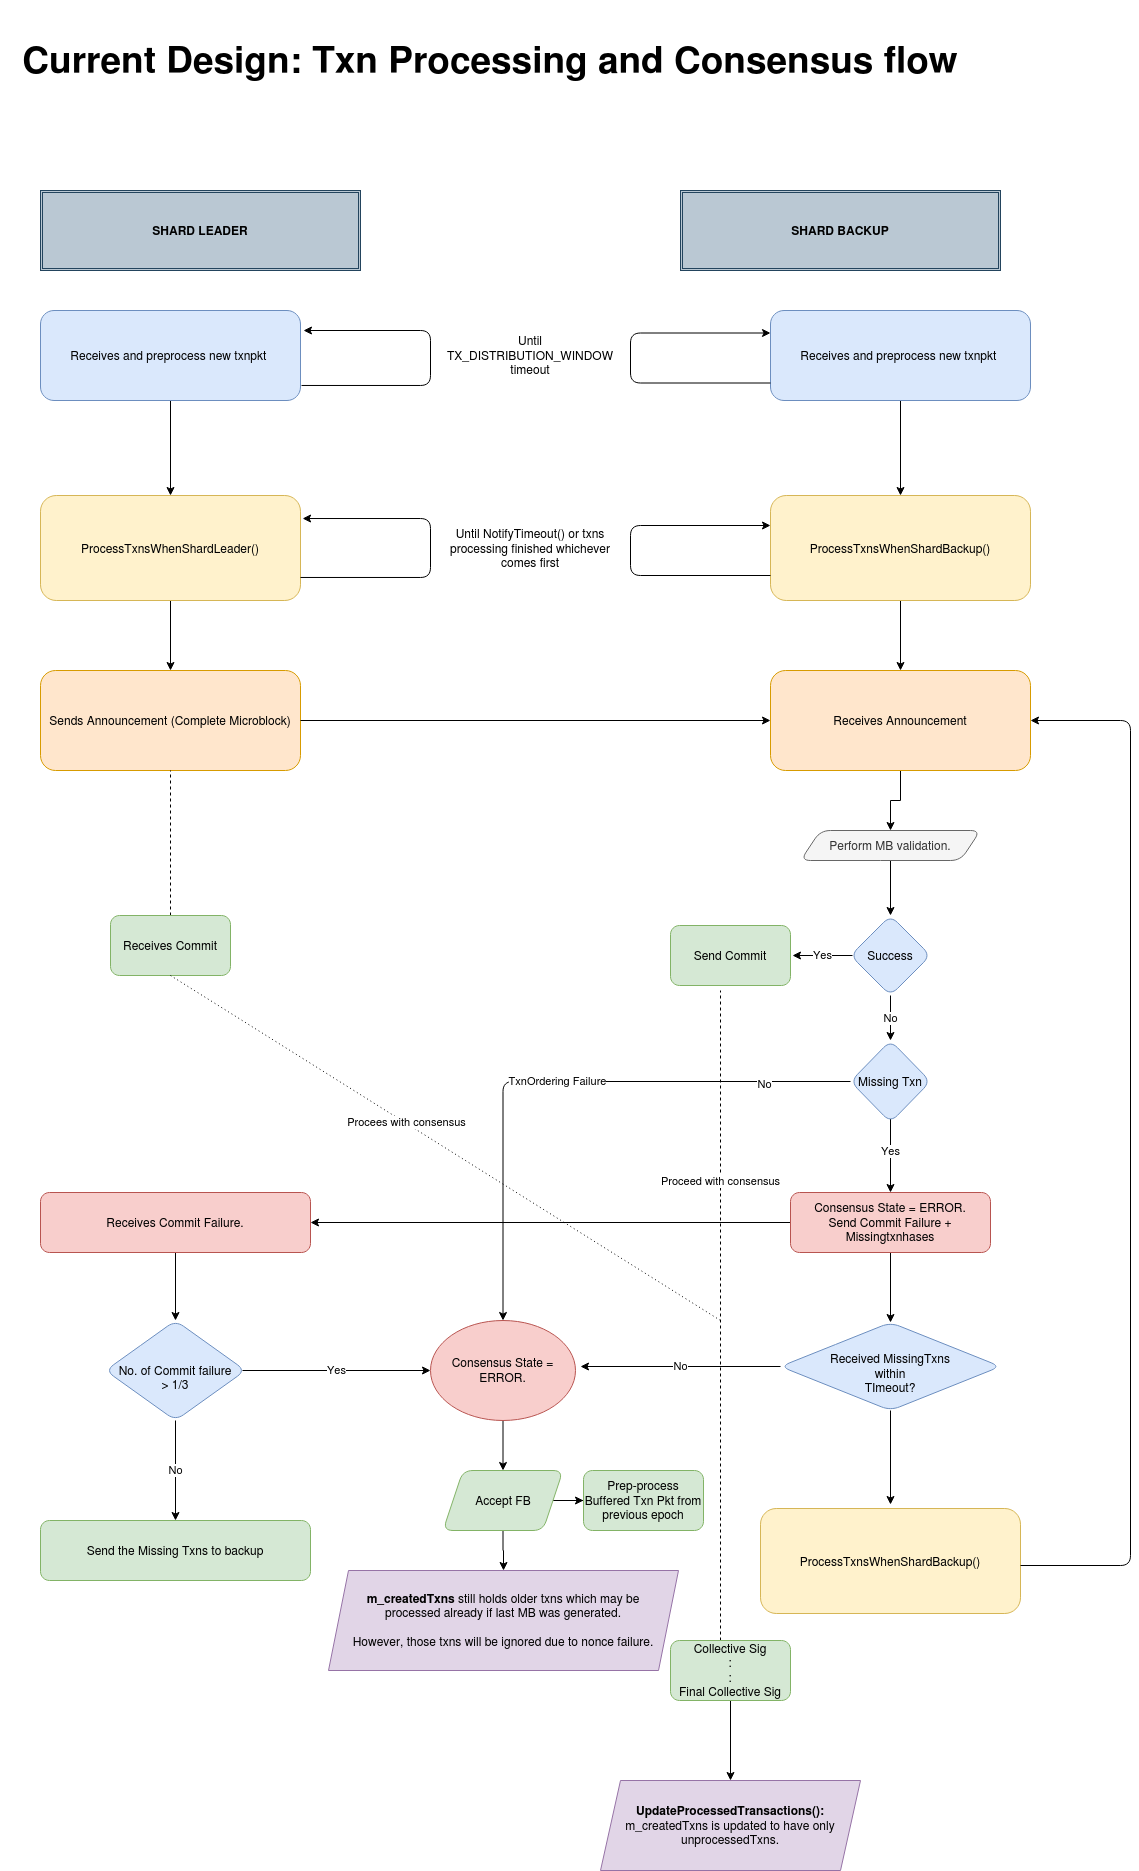 Current Design: Txn Processing and Consensus flow
SHARD LEADER
SHARD BACKUP
Receives and preprocess new txnpkt
Until
TX_DISTRIBUTION_WINDOW
timeout
Receives and preprocess new txnpkt
ProcessTxnsWhenShardLeader()
Until NotifyTimeout() or txns
processing finished whichever
comes first
ProcessTxnsWhenShardBackup()
Sends Announcement (Complete Microblock)
Receives Announcement
Perform MB validation.
Receives Commit
Send Commit
Yes
Success
No
TxnOrdering Failure
No
Missing Txn
Procees with consensus
Yes
Proceed with consensus
Receives Commit Failure.
Consensus State = ERROR.
Send Commit Failure +
Missingtxnhases
No. of Commit failure
> 1/3
Yes
Consensus State =
ERROR.
No
Received MissingTxns
within
TImeout?
No
Accept FB
Prep-process
Buffered Txn Pkt from
previous epoch
Send the Missing Txns to backup
ProcessTxnsWhenShardBackup()
m_createdTxns still holds older txns which may be
processed already if last MB was generated.
However, those txns will be ignored due to nonce failure.
Collective Sig
:
:
Final Collective Sig
UpdateProcessedTransactions():
m_createdTxns is updated to have only
unprocessedTxns.